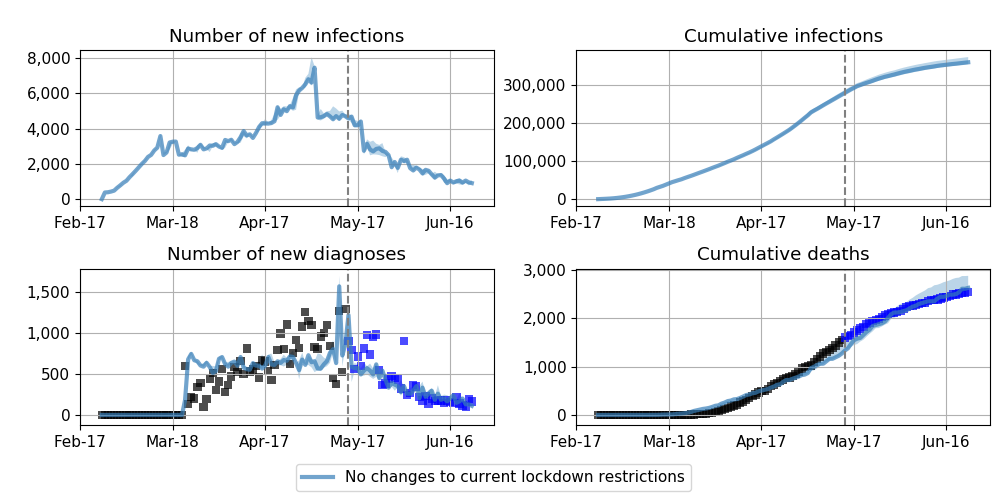 Number of new infections
8,000
6,000
4,000
2,000
0
Feb-17 Mar-18 Apr-17 May-17 Jun-16
Cumulative infections
300,000
200,000
100,000
0
Feb-17 Mar-18 Apr-17 May-17 Jun-16
Number of new diagnoses
1,500
1,000
500
0
Feb-17 Mar-18 Apr-17 May-17 Jun-16
Cumulative deaths
3,000
2,000
1,000
0
Feb-17 Mar-18 Apr-17 May-17 Jun-16
No changes to current lockdown restrictions